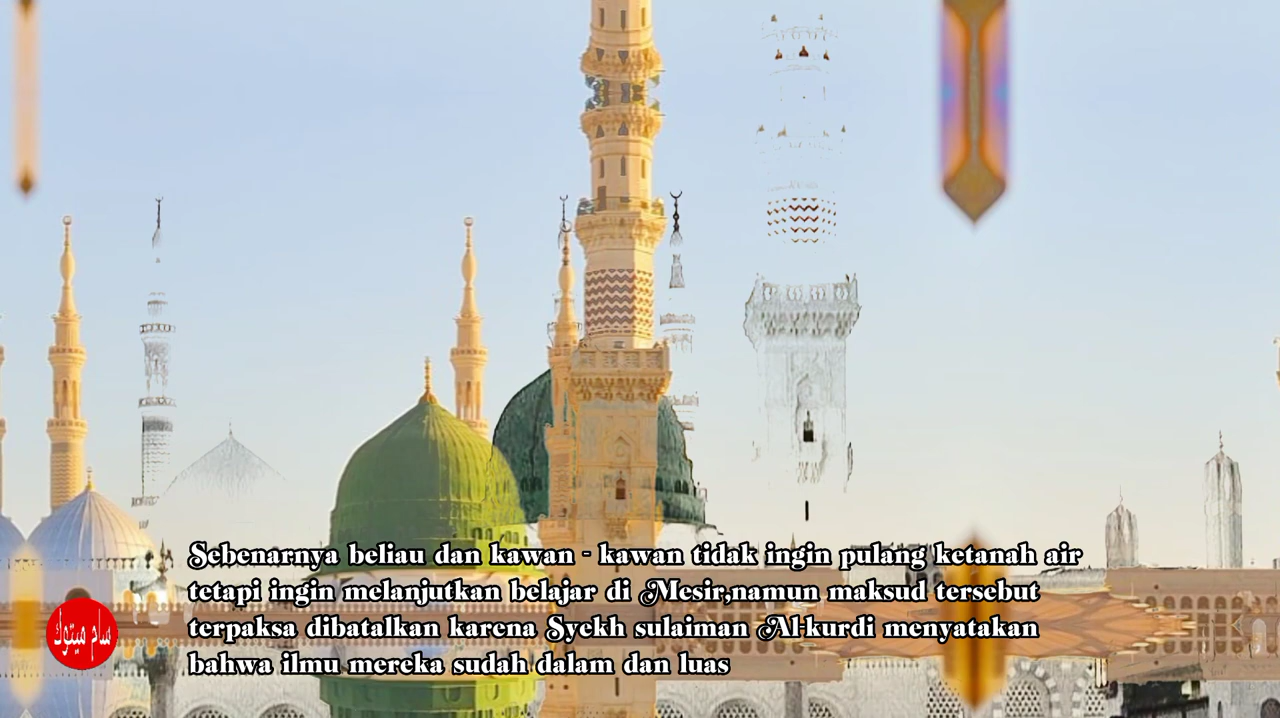 Sebenarnya beliau dan kawan - kawan tidak ingin pulang ketanah air
tetapi ingin melanjutkan belajar di Mesir,namun maksud tersebut
terpaksa dibatalkan karena Syekh sulaiman Al-kurdi menyatakan
bahwa ilmu mereka sudah dalam dan luas
سام ميتوك